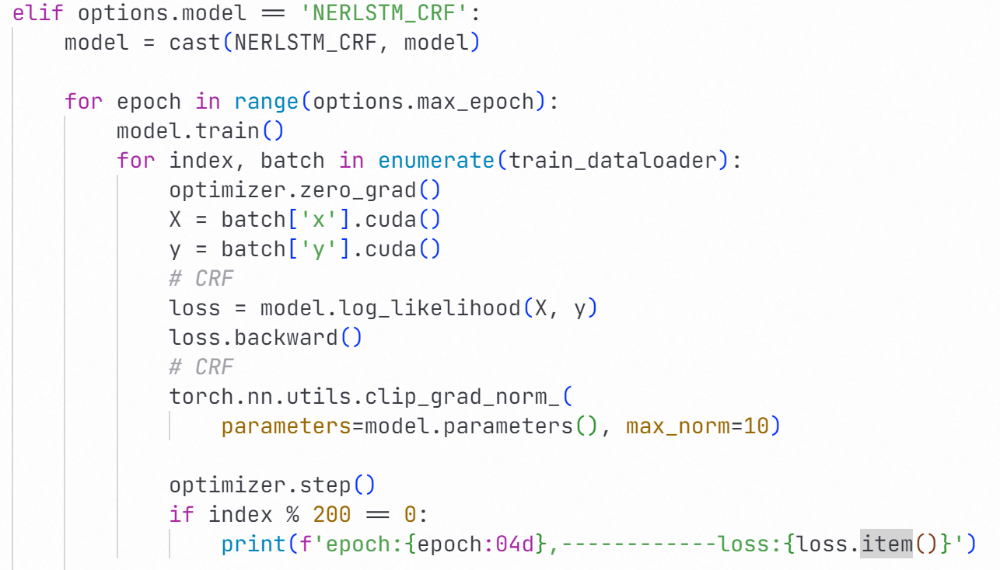 elif options.model == 'NERLSTM_CRF':
    model = cast(NERLSTM_CRF, model)

    for epoch in range(options.max_epoch):
        model.train()
        for index, batch in enumerate(train_dataloader):
            optimizer.zero_grad()
            X = batch['x'].cuda()
            y = batch['y'].cuda()
            # CRF
            loss = model.log_likelihood(X, y)
            loss.backward()
            # CRF
            torch.nn.utils.clip_grad_norm_(
                parameters=model.parameters(), max_norm=10)

            optimizer.step()
            if index % 200 == 0:
                print(f'epoch:{epoch:04d},------------loss:{loss.item()}')